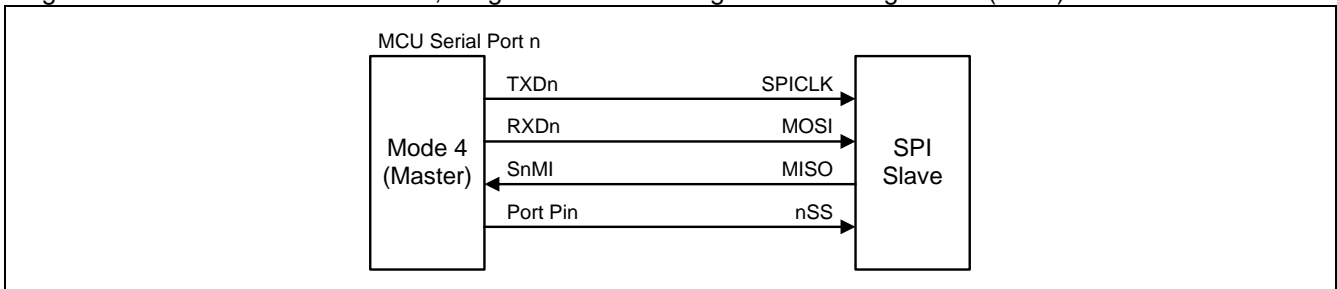 MCU Serial Port n
TXDn SPICLK
RXDn MOSI
Mode 4
(Master)
SPI
Slave
SnMI MISO
Port Pin nSS